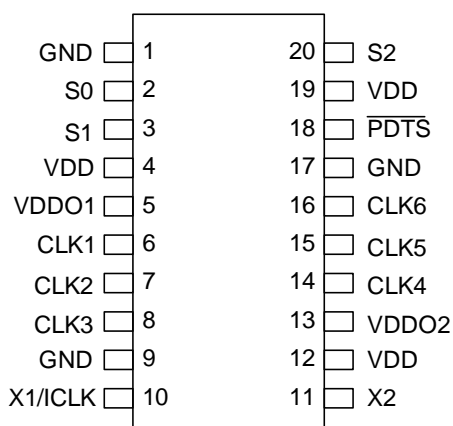 GND 1 20 S2
S0 2 19 VDD
S1 3 18 PDTS
VDD 4 17 GND
VDDO1 5 16 CLK6
CLK1 6 15 CLK5
CLK2 7 14 CLK4
CLK3 8 13 VDDO2
GND 9 12 VDD
X1/ICLK 10 11 X2